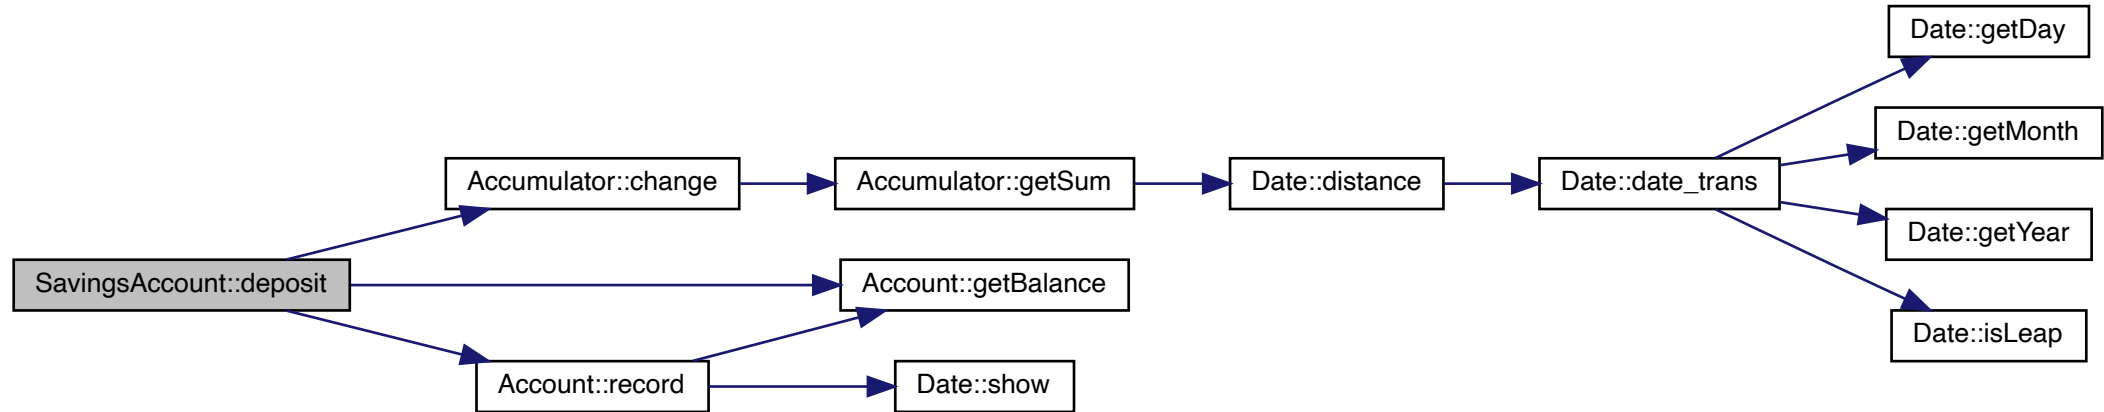 Date::getDay
Date::getMonth
Accumulator::change
Accumulator::getSum
Date::distance
Date::date_trans
Date::getYear
SavingsAccount::deposit
Account::getBalance
Date::isLeap
Account::record
Date::show